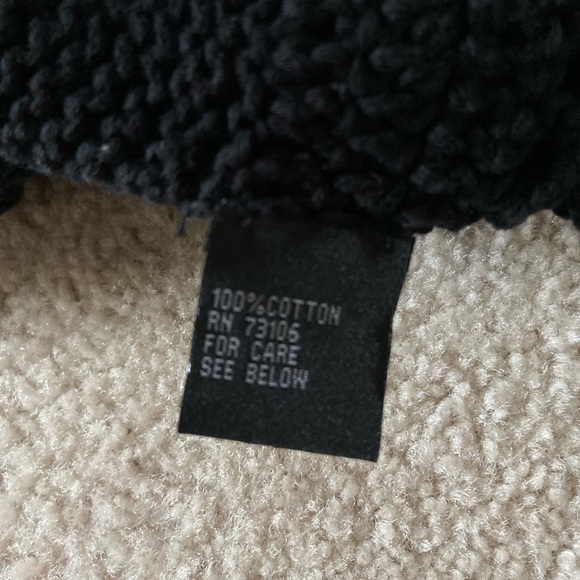 100%COTTON
RN 73106
FOR CARE
SEE BELOW